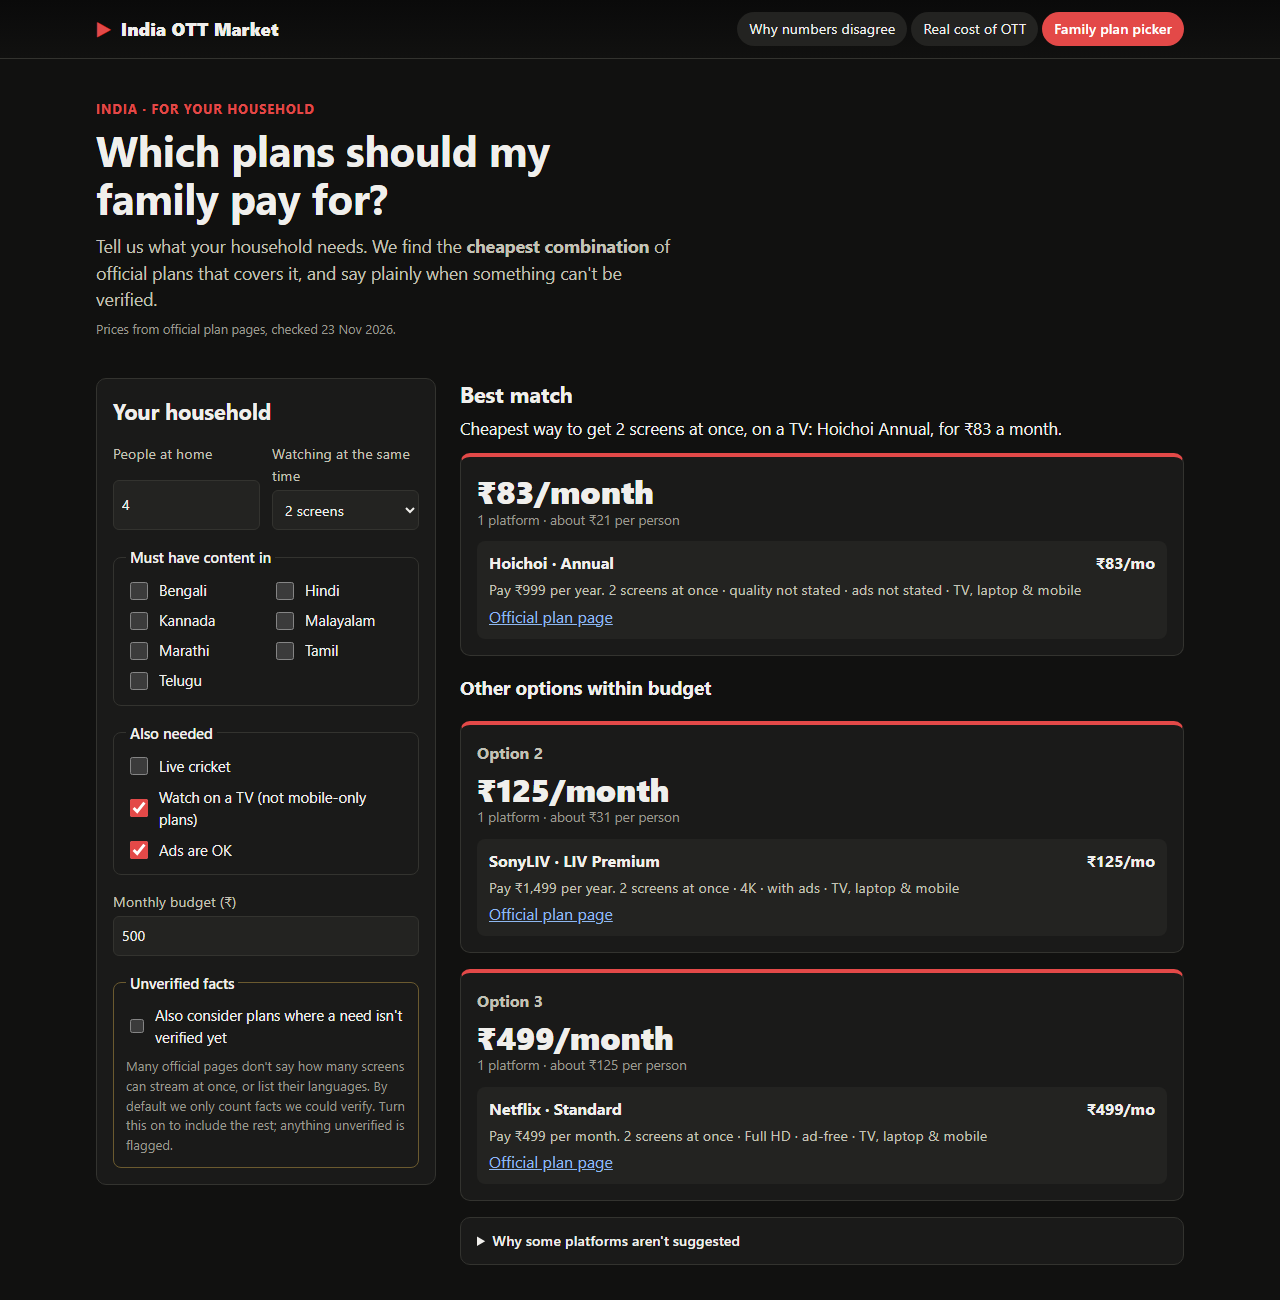 India OTT Market
Why numbers disagree
Real cost of OTT
Family plan picker
INDIA · FOR YOUR HOUSEHOLD
Which plans should my
family pay for?
Tell us what your household needs. We find the cheapest combination of
official plans that covers it, and say plainly when something can't be
verified.
Prices from official plan pages, checked 23 Nov 2026.
Your household
People at home
4
Watching at the same
time
2 screens
Must have content in
Bengali
Hindi
Kannada
Malayalam
Marathi
Tamil
Telugu
Also needed
Live cricket
Watch on a TV (not mobile-only
plans)
Ads are OK
Monthly budget (₹)
500
Unverified facts
Also consider plans where a need isn't
verified yet
Many official pages don't say how many screens
can stream at once, or list their languages. By
default we only count facts we could verify. Turn
this on to include the rest; anything unverified is
flagged.
Best match
Cheapest way to get 2 screens at once, on a TV: Hoichoi Annual, for ₹83 a month.
₹83/month
1 platform · about ₹21 per person
Hoichoi · Annual
₹83/mo
Pay ₹999 per year. 2 screens at once · quality not stated · ads not stated · TV, laptop & mobile
Official plan page
Other options within budget
Option 2
₹125/month
1 platform · about ₹31 per person
SonyLIV · LIV Premium
₹125/mo
Pay ₹1,499 per year. 2 screens at once · 4K · with ads · TV, laptop & mobile
Official plan page
Option 3
₹499/month
1 platform · about ₹125 per person
Netflix · Standard
₹499/mo
Pay ₹499 per month. 2 screens at once · Full HD · ad-free · TV, laptop & mobile
Official plan page
Why some platforms aren't suggested